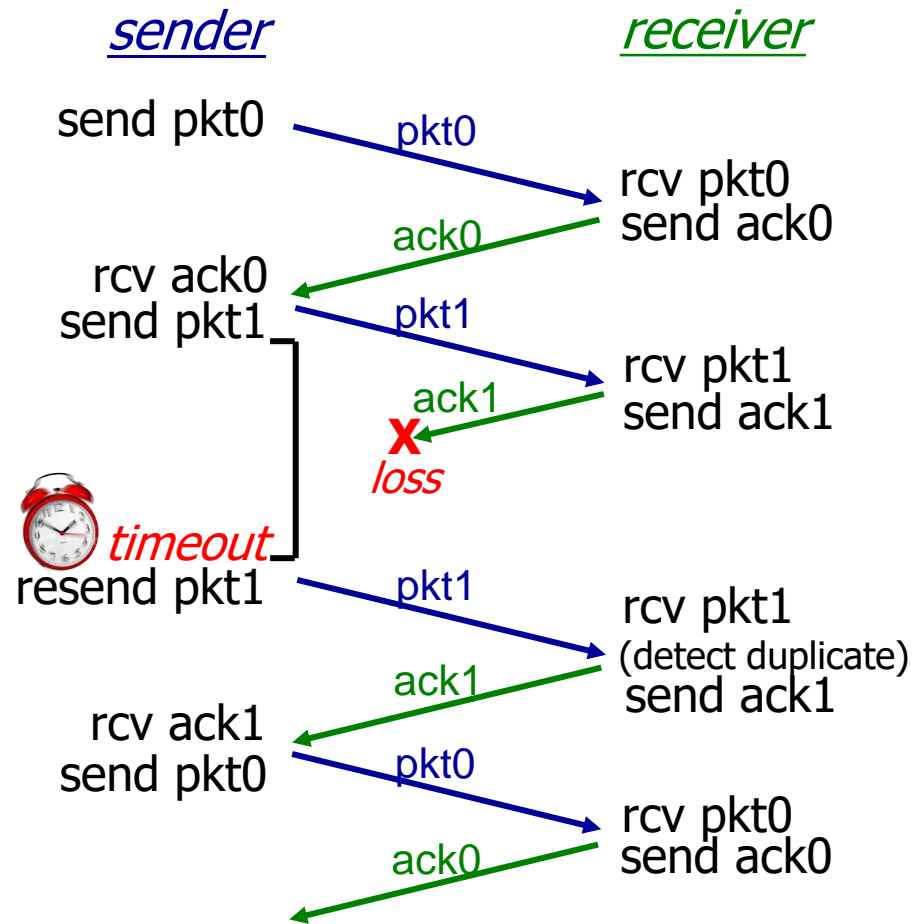 sender
receiver
send pkt0
pkt0
rcv pkt0
send ack0
ack0
rcv ack0
send pkt1
pkt1
rcv pkt1
send ack1
ack1
X
loss
timeout
resend pkt1
pkt1
rcv pkt1
(detect duplicate)
send ack1
ack1
rcv ack1
send pkt0
pkt0
rcv pkt0
send ack0
ack0